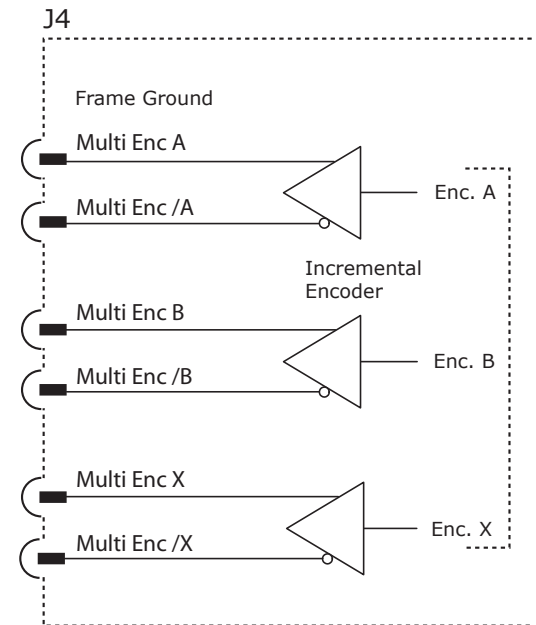 J4
Frame Ground
Multi Enc A
Multi Enc /A
Enc. A
Incremental
Encoder
Multi Enc B
Multi Enc /B
Enc. B
Multi Enc X
Multi Enc /X
Enc. X